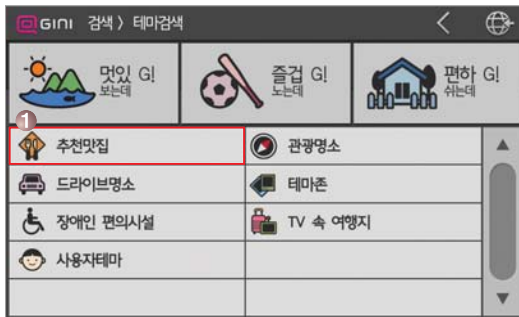 GINI 검색 > 테마검색
멋있 G!
보는데
즐겁 G!
노는데
편하 G!
쉬는데
1
추천맛집
관광명소
드라이브명소
테마존
장애인 편의시설
TV 속 여행지
사용자테마